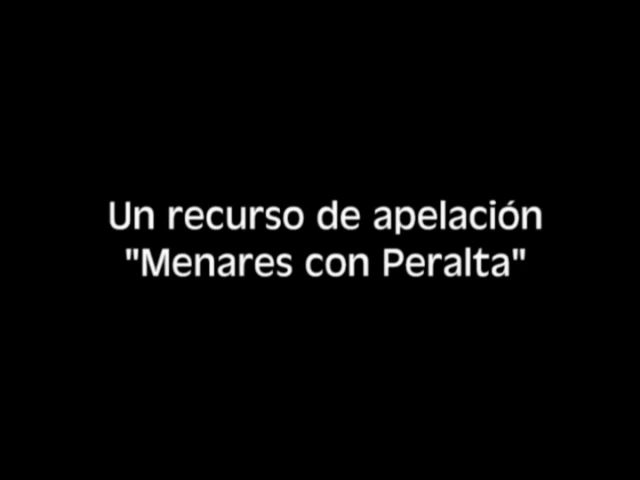 Un recurso de apelación
"Menares con Peralta"